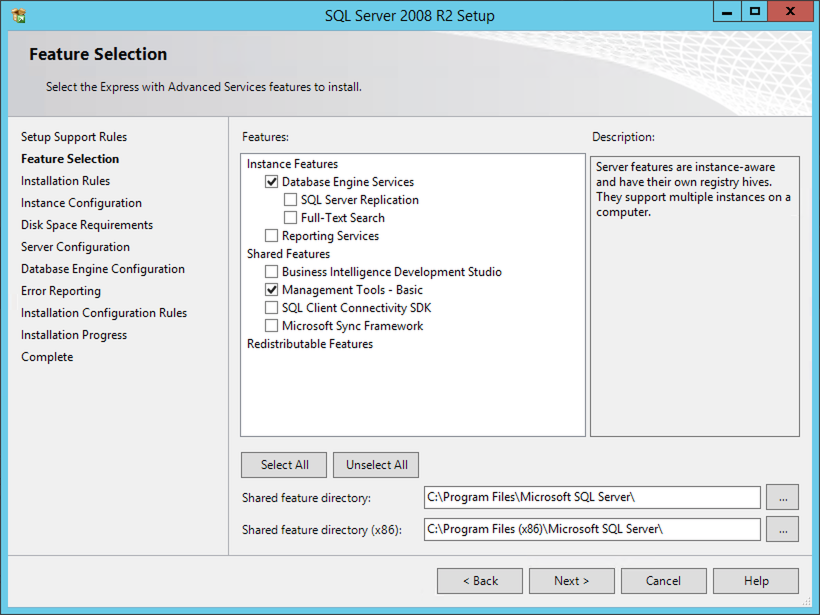 SQL Server 2008 R2 Setup
Feature Selection
Select the Express with Advanced Services features to install.
Setup Support Rules
Feature Selection
Installation Rules
Instance Configuration
Disk Space Requirements
Server Configuration
Database Engine Configuration
Error Reporting
Installation Configuration Rules
Installation Progress
Complete
Features:
Instance Features
Database Engine Services
SQL Server Replication
Full-Text Search
Reporting Services
Shared Features
Business Intelligence Development Studio
Management Tools - Basic
SQL Client Connectivity SDK
Microsoft Sync Framework
Redistributable Features
Description:
Server features are instance-aware
and have their own registry hives.
They support multiple instances on a
computer.
Select All
Unselect All
Shared feature directory:
C:\Program Files\Microsoft SQL Server\
...
Shared feature directory (x86):
C:\Program Files (x86)\Microsoft SQL Server\
...
< Back
Next >
Cancel
Help